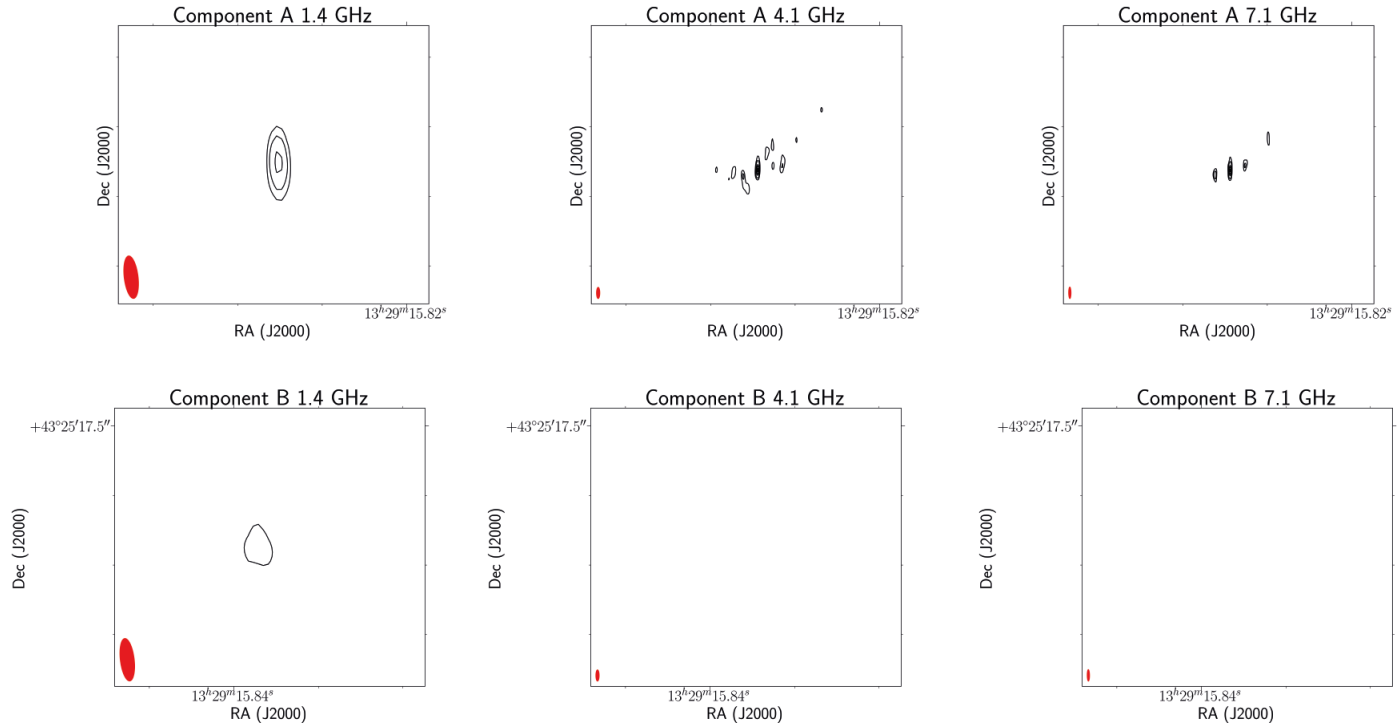 Component A 1.4 GHz
Dec (J2000)
13ʰ29ᵐ15.82ˢ
RA (J2000)
Component A 4.1 GHz
Dec (J2000)
13ʰ29ᵐ15.82ˢ
RA (J2000)
Component A 7.1 GHz
Dec (J2000)
13ʰ29ᵐ15.82ˢ
RA (J2000)
Component B 1.4 GHz
+43°25′17.5″
Dec (J2000)
13ʰ29ᵐ15.84ˢ
RA (J2000)
Component B 4.1 GHz
+43°25′17.5″
Dec (J2000)
13ʰ29ᵐ15.84ˢ
RA (J2000)
Component B 7.1 GHz
+43°25′17.5″
Dec (J2000)
13ʰ29ᵐ15.84ˢ
RA (J2000)